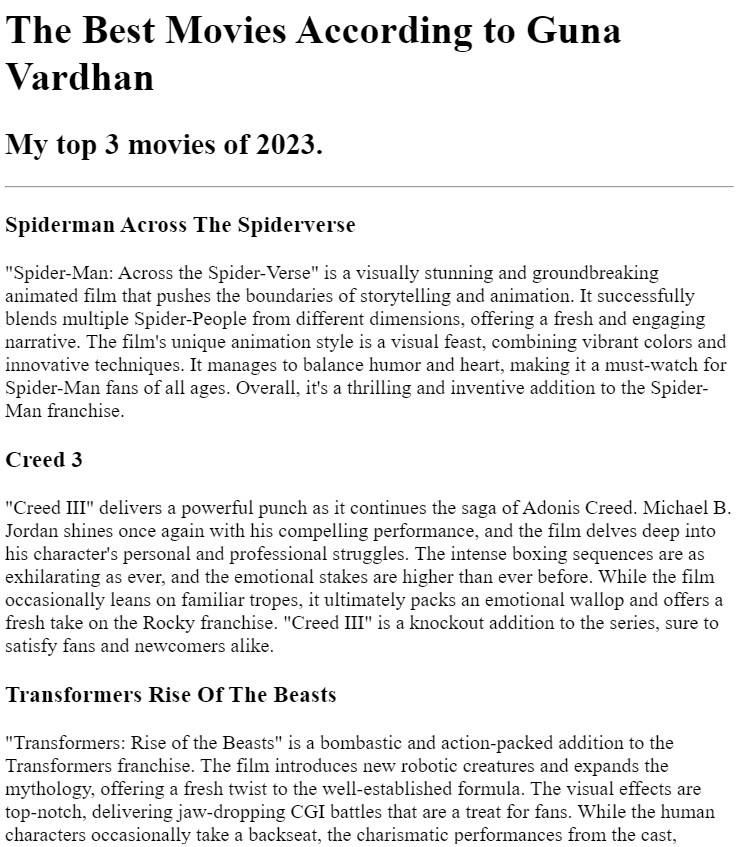 The Best Movies According to Guna
Vardhan
My top 3 movies of 2023.
Spiderman Across The Spiderverse
"Spider-Man: Across the Spider-Verse" is a visually stunning and groundbreaking
animated film that pushes the boundaries of storytelling and animation. It successfully
blends multiple Spider-People from different dimensions, offering a fresh and engaging
narrative. The film's unique animation style is a visual feast, combining vibrant colors and
innovative techniques. It manages to balance humor and heart, making it a must-watch for
Spider-Man fans of all ages. Overall, it's a thrilling and inventive addition to the Spider-
Man franchise.
Creed 3
"Creed III" delivers a powerful punch as it continues the saga of Adonis Creed. Michael B.
Jordan shines once again with his compelling performance, and the film delves deep into
his character's personal and professional struggles. The intense boxing sequences are as
exhilarating as ever, and the emotional stakes are higher than ever before. While the film
occasionally leans on familiar tropes, it ultimately packs an emotional wallop and offers a
fresh take on the Rocky franchise. "Creed III" is a knockout addition to the series, sure to
satisfy fans and newcomers alike.
Transformers Rise Of The Beasts
"Transformers: Rise of the Beasts" is a bombastic and action-packed addition to the
Transformers franchise. The film introduces new robotic creatures and expands the
mythology, offering a fresh twist to the well-established formula. The visual effects are
top-notch, delivering jaw-dropping CGI battles that are a treat for fans. While the human
characters occasionally take a backseat, the charismatic performances from the cast,